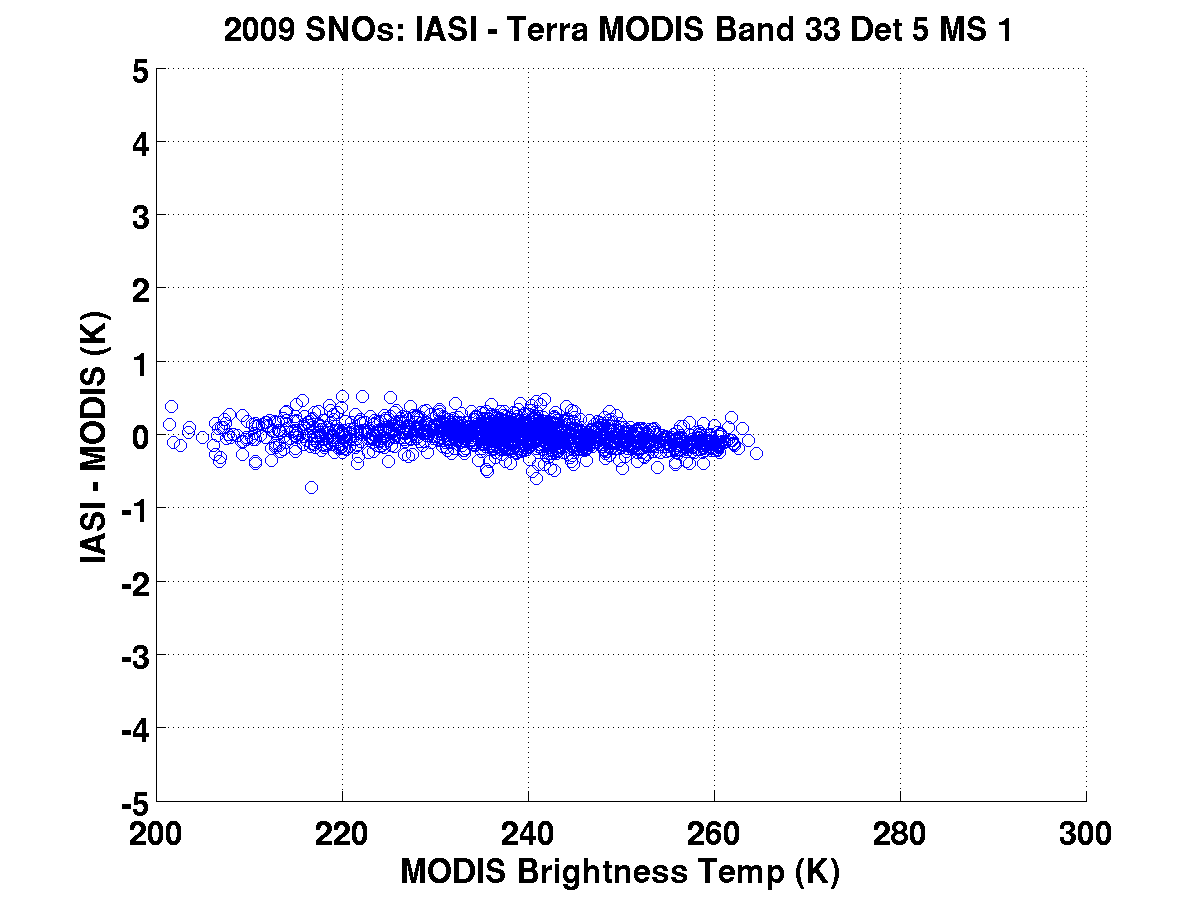 2009 SNOs: IASI - Terra MODIS Band 33 Det 5 MS 1
5
4
3
2
1
0
-1
-2
-3
-4
-5
IASI - MODIS (K)
200 220 240 260 280 300
MODIS Brightness Temp (K)